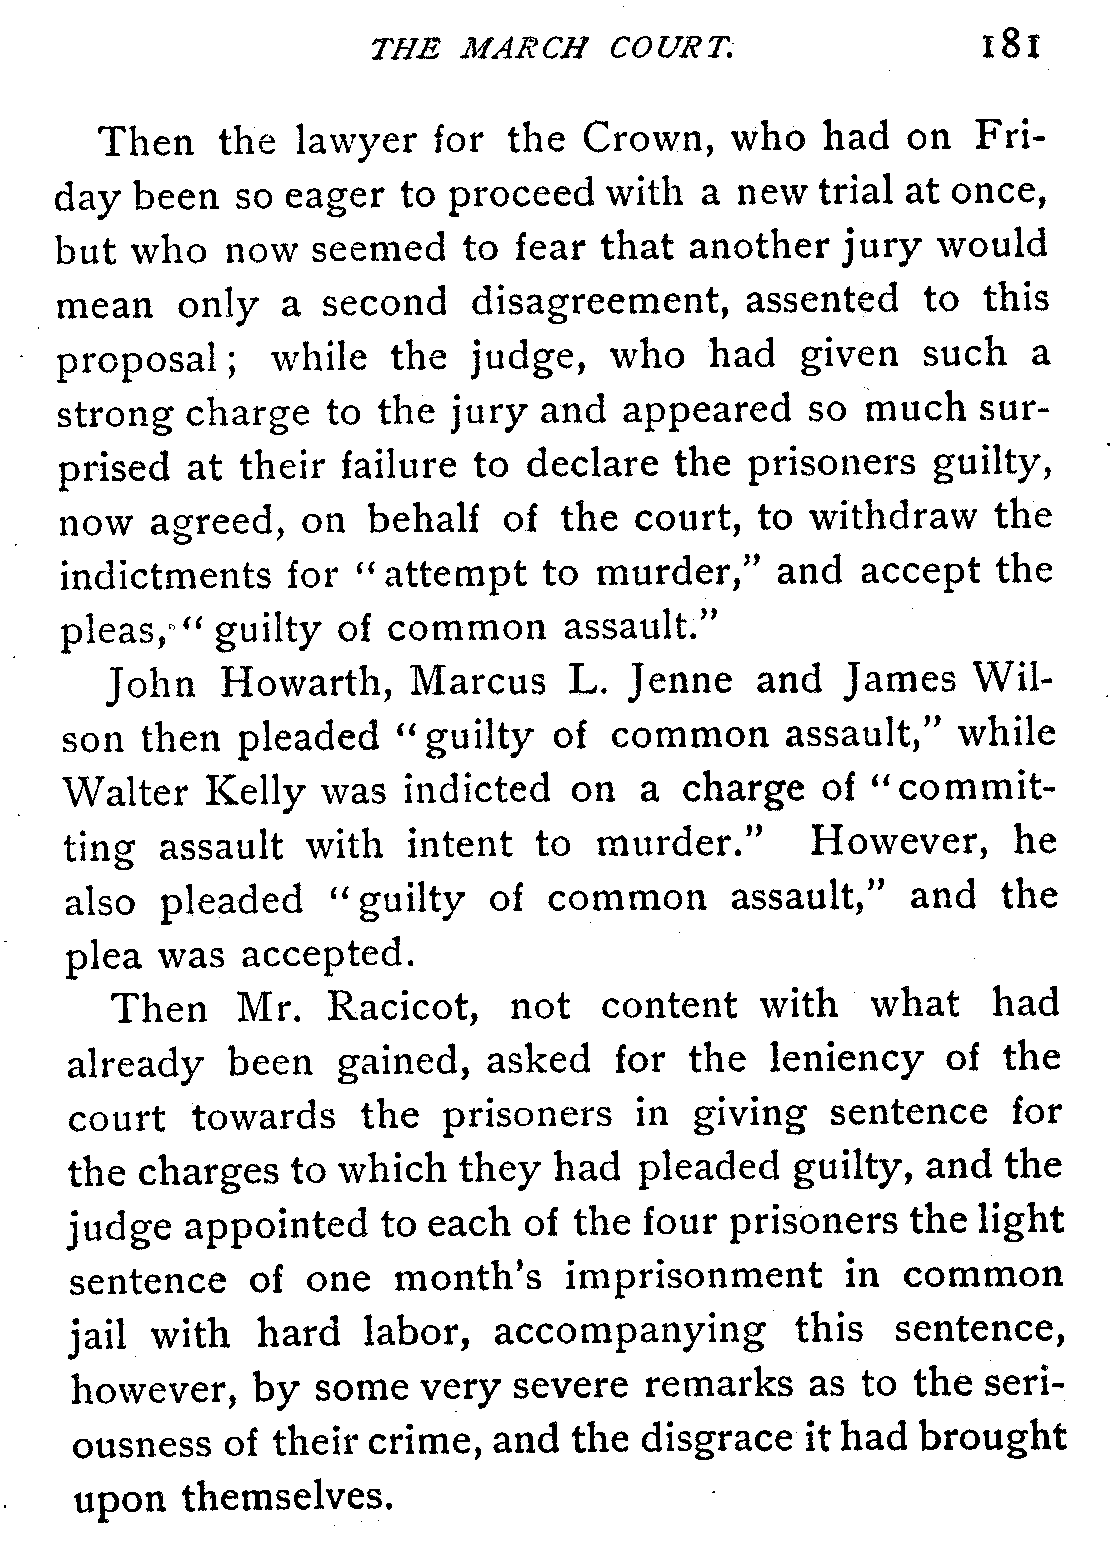 THE MARCH COURT. 181
Then the lawyer for the Crown, who had on Fri-
day been so eager to proceed with a new trial at once,
but who now seemed to fear that another jury would
mean only a second disagreement, assented to this
proposal; while the judge, who had given such a
strong charge to the jury and appeared so much sur-
prised at their failure to declare the prisoners guilty,
now agreed, on behalf of the court, to withdraw the
indictments for "attempt to murder," and accept the
pleas, "guilty of common assault."
John Howarth, Marcus L. Jenne and James Wil-
son then pleaded "guilty of common assault," while
Walter Kelly was indicted on a charge of "commit-
ting assault with intent to murder." However, he
also pleaded "guilty of common assault," and the
plea was accepted.
Then Mr. Racicot, not content with what had
already been gained, asked for the leniency of the
court towards the prisoners in giving sentence for
the charges to which they had pleaded guilty, and the
judge appointed to each of the four prisoners the light
sentence of one month's imprisonment in common
jail with hard labor, accompanying this sentence,
however, by some very severe remarks as to the seri-
ousness of their crime, and the disgrace it had brought
upon themselves.